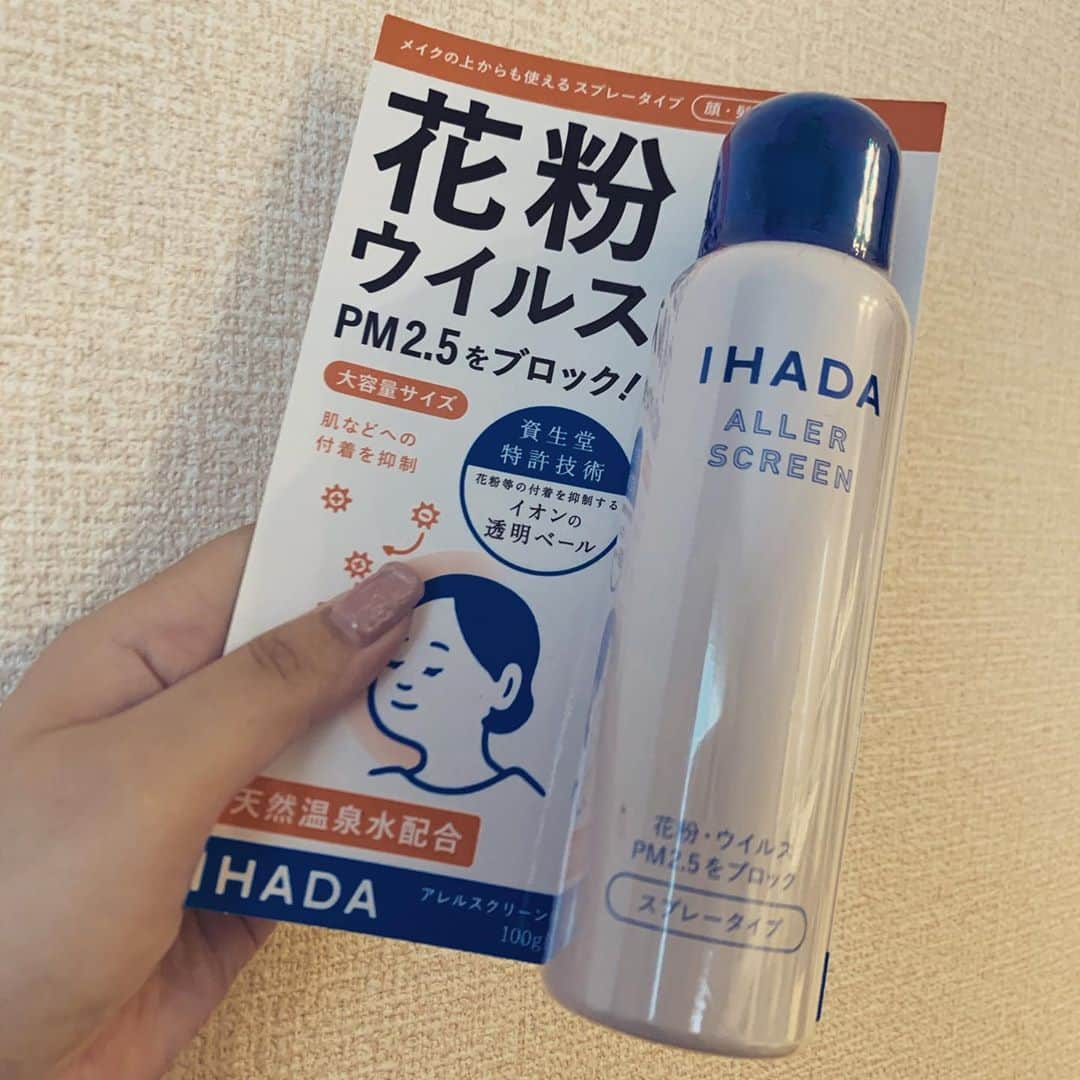 メイクの上からも使えるスプレータイプ 顔・髪
花粉
ウイルス
PM2.5をブロック!
大容量サイズ
肌などへの
付着を抑制
資生堂
特許技術
花粉等の付着を抑制する
イオンの
透明ベール
天然温泉水配合
IHADA
アレルスクリーン
100g
IHADA
ALLER
SCREEN
花粉・ウイルス
PM2.5をブロック
スプレータイプ